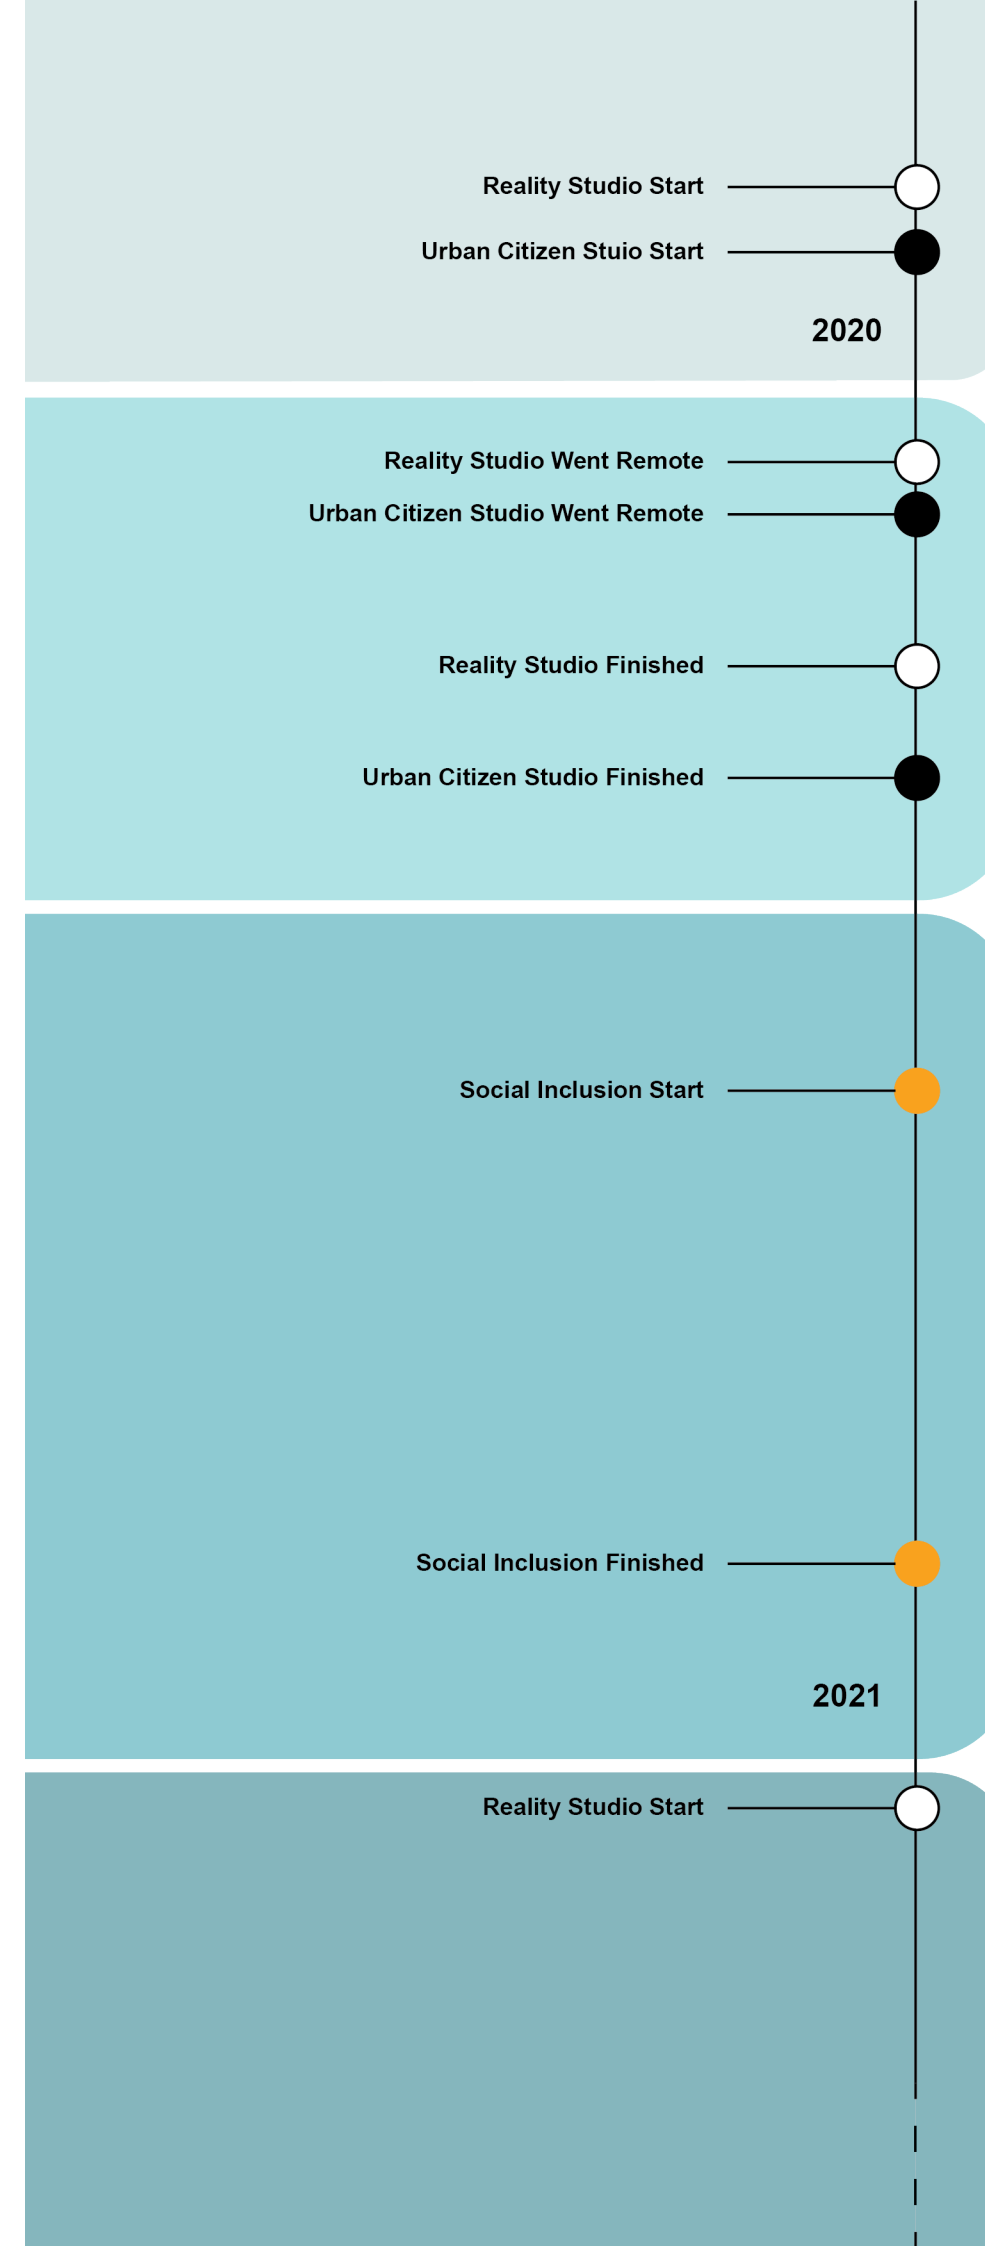 Reality Studio Start
Urban Citizen Stuio Start
2020
Reality Studio Went Remote
Urban Citizen Studio Went Remote
Reality Studio Finished
Urban Citizen Studio Finished
Social Inclusion Start
Social Inclusion Finished
2021
Reality Studio Start